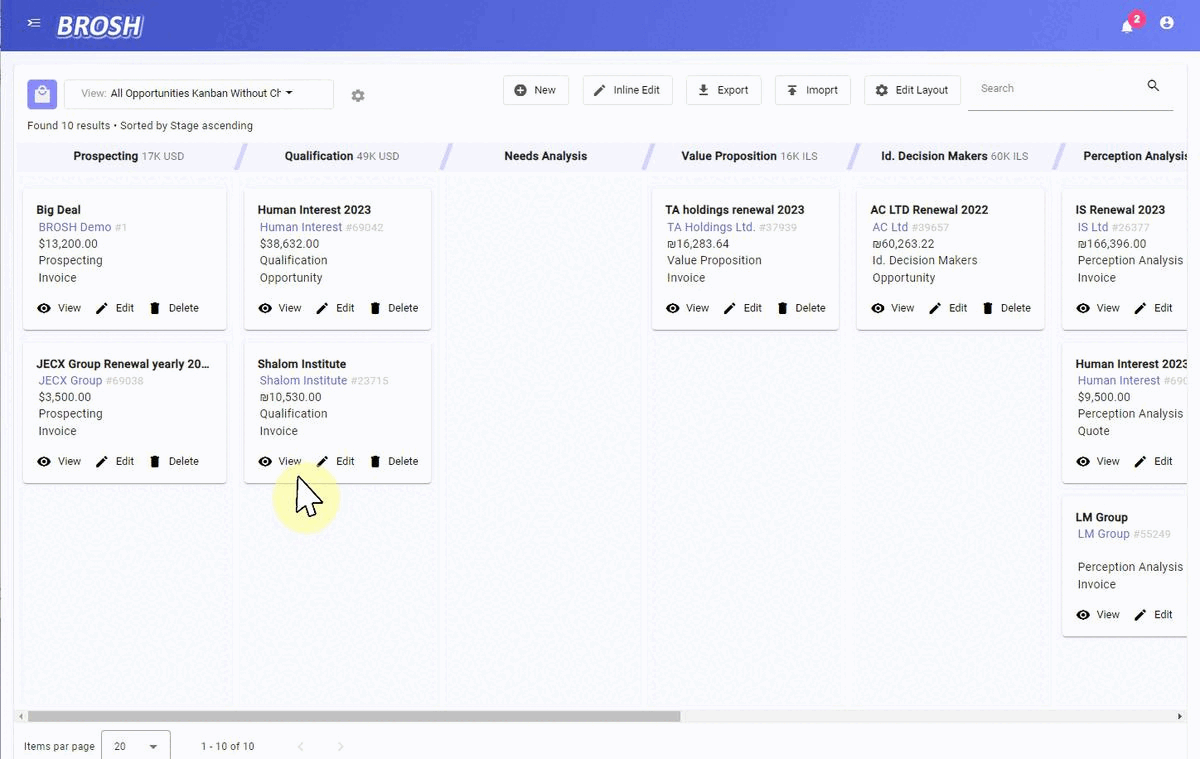 BROSH
2
View: All Opportunities Kanban Without Ch
New
Inline Edit
Export
Imoprt
Edit Layout
Search
Found 10 results • Sorted by Stage ascending
Prospecting 17K USD
Qualification 49K USD
Needs Analysis
Value Proposition 16K ILS
Id. Decision Makers 60K ILS
Perception Analysis
Big Deal
BROSH Demo #1
$13,200.00
Prospecting
Invoice
View Edit Delete
JECX Group Renewal yearly 20...
JECX Group #69038
$3,500.00
Prospecting
Invoice
View Edit Delete
Human Interest 2023
Human Interest #69042
$38,632.00
Qualification
Opportunity
View Edit Delete
Shalom Institute
Shalom Institute #23715
₪10,530.00
Qualification
Invoice
View Edit Delete
TA holdings renewal 2023
TA Holdings Ltd. #37939
₪16,283.64
Value Proposition
Invoice
View Edit Delete
AC LTD Renewal 2022
AC Ltd #39657
₪60,263.22
Id. Decision Makers
Opportunity
View Edit Delete
IS Renewal 2023
IS Ltd #26377
₪166,396.00
Perception Analysis
Invoice
View Edit
Human Interest 2023
Human Interest #690
$9,500.00
Perception Analysis
Quote
View Edit
LM Group
LM Group #55249
Perception Analysis
Invoice
View Edit
Items per page 20 1 - 10 of 10